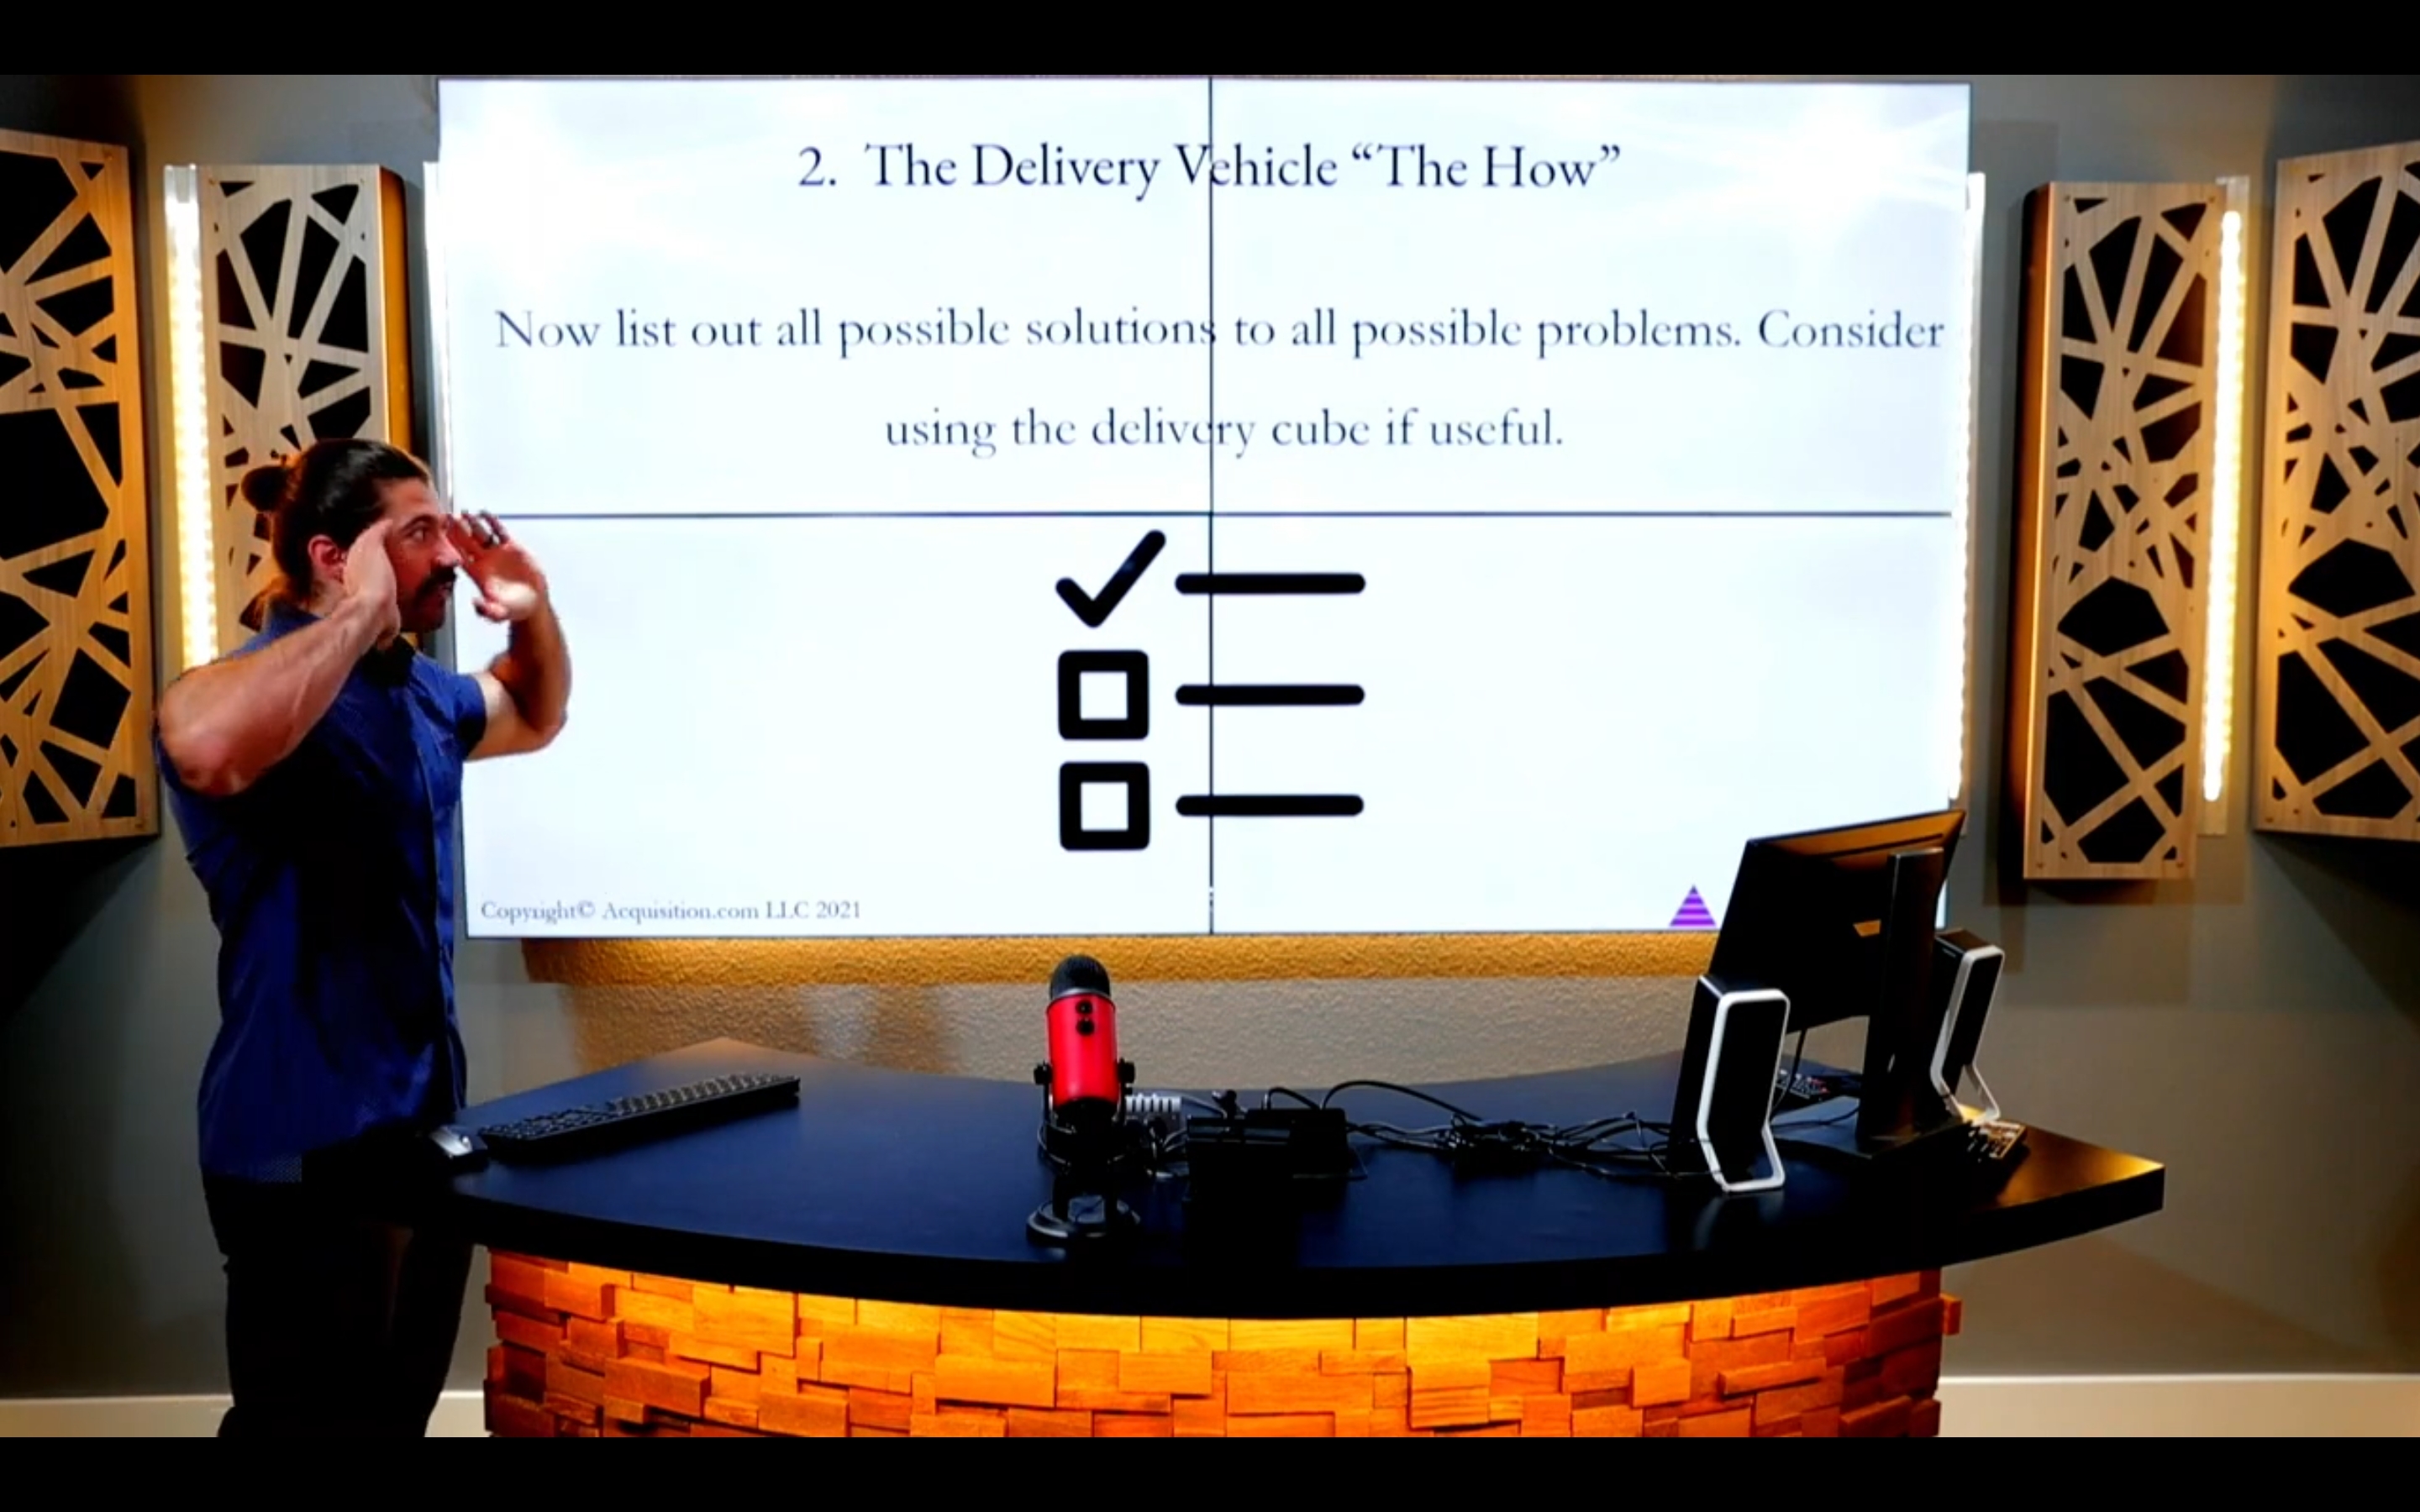 2. The Delivery Vehicle “The How”
Now list out all possible solutions to all possible problems. Consider
using the delivery cube if useful.
Copyright© Acquisition.com LLC 2021